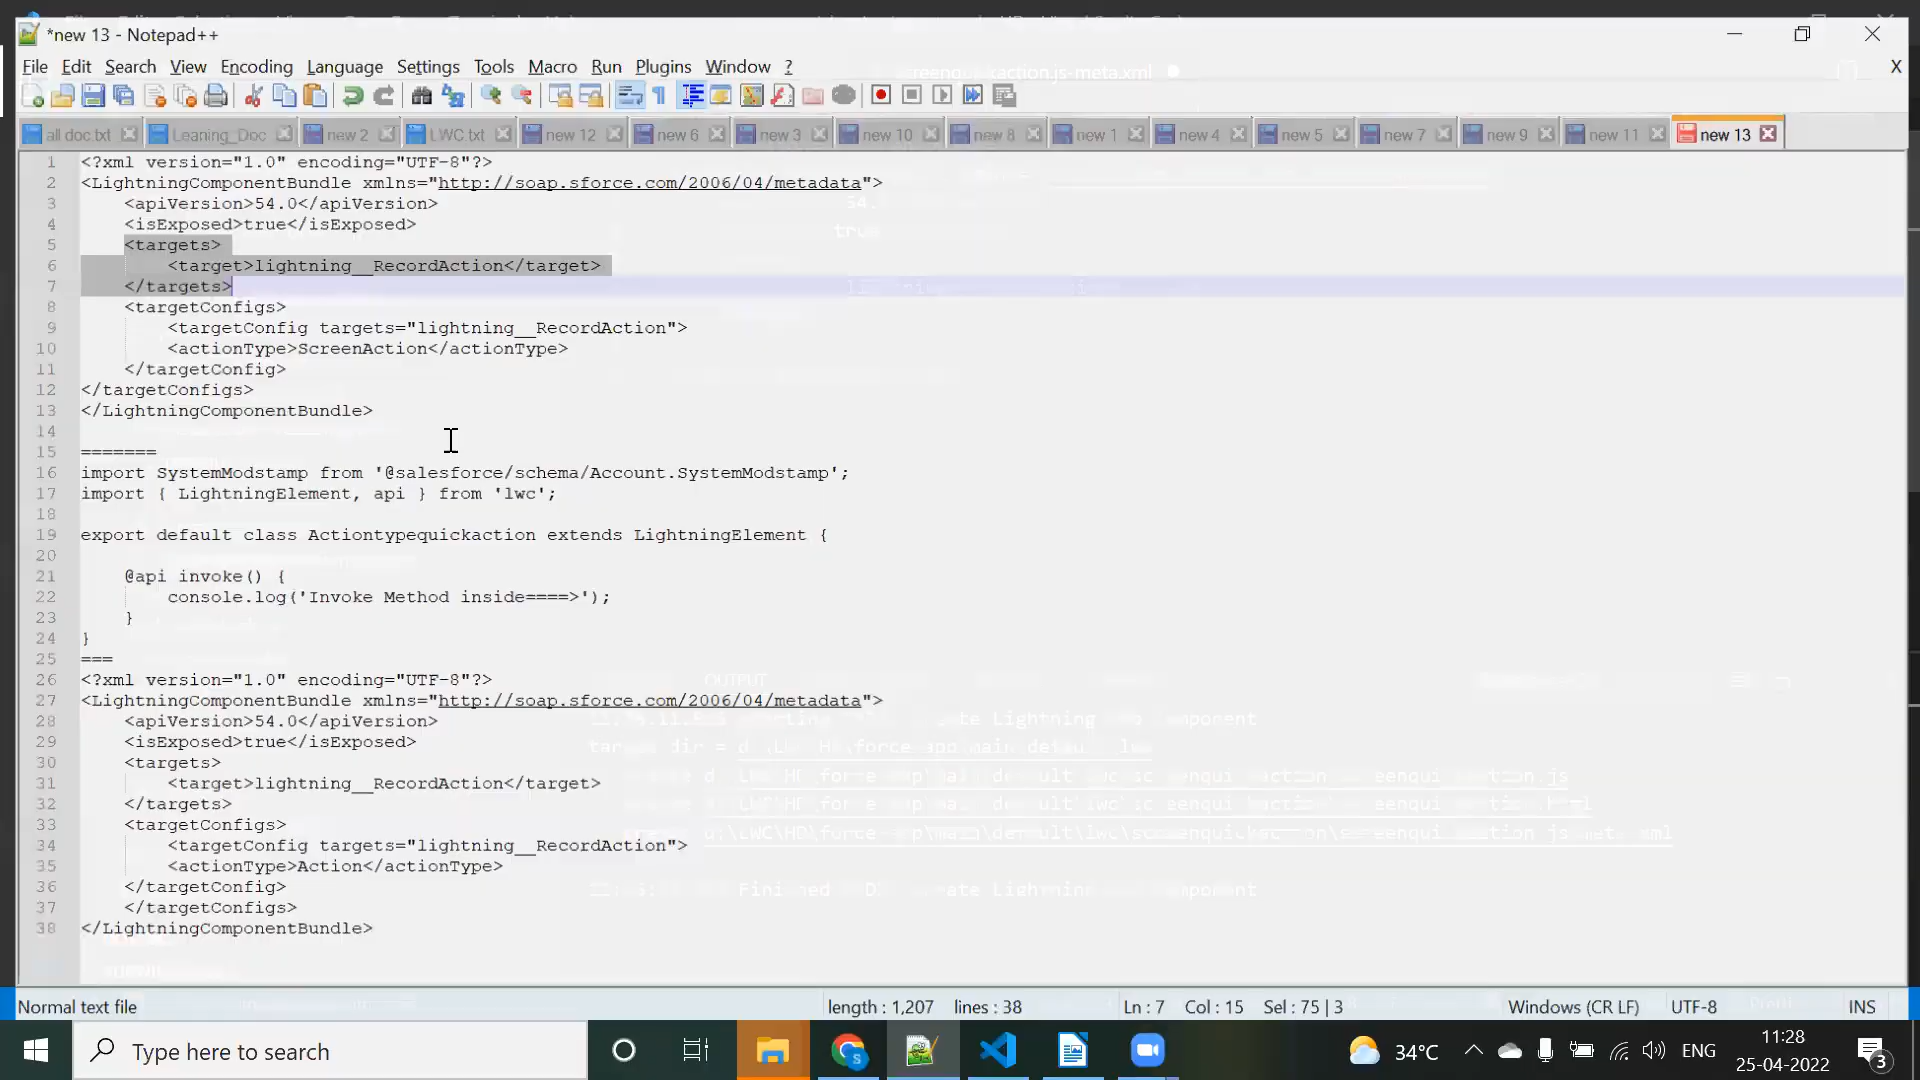 *new 13 - Notepad++
File Edit Search View Encoding Language Settings Tools Macro Run Plugins Window ? X
all doc.txt Leaning_Doc new 2 LWC.txt new 12 new 6 new 3 new 10 new 8 new 1 new 4 new 5 new 7 new 9 new 11 new 13
1 <?xml version="1.0" encoding="UTF-8"?>
2 <LightningComponentBundle xmlns="http://soap.sforce.com/2006/04/metadata">
3 <apiVersion>54.0</apiVersion>
4 <isExposed>true</isExposed>
5 <targets>
6 <target>lightning__RecordAction</target>
7 </targets>
8 <targetConfigs>
9 <targetConfig targets="lightning__RecordAction">
10 <actionType>ScreenAction</actionType>
11 </targetConfig>
12 </targetConfigs>
13 </LightningComponentBundle>
14
15 =======
16 import SystemModstamp from '@salesforce/schema/Account.SystemModstamp';
17 import { LightningElement, api } from 'lwc';
18
19 export default class Actiontypequickaction extends LightningElement {
20
21 @api invoke() {
22 console.log('Invoke Method inside====>');
23 }
24 }
25 ===
26 <?xml version="1.0" encoding="UTF-8"?>
27 <LightningComponentBundle xmlns="http://soap.sforce.com/2006/04/metadata">
28 <apiVersion>54.0</apiVersion>
29 <isExposed>true</isExposed>
30 <targets>
31 <target>lightning__RecordAction</target>
32 </targets>
33 <targetConfigs>
34 <targetConfig targets="lightning__RecordAction">
35 <actionType>Action</actionType>
36 </targetConfig>
37 </targetConfigs>
38 </LightningComponentBundle>
OUTPUT
Normal text file length : 1,207 lines : 38 Ln : 7 Col : 15 Sel : 75 | 3 Windows (CR LF) UTF-8 INS
Type here to search 34°C ENG 11:28
25-04-2022 3